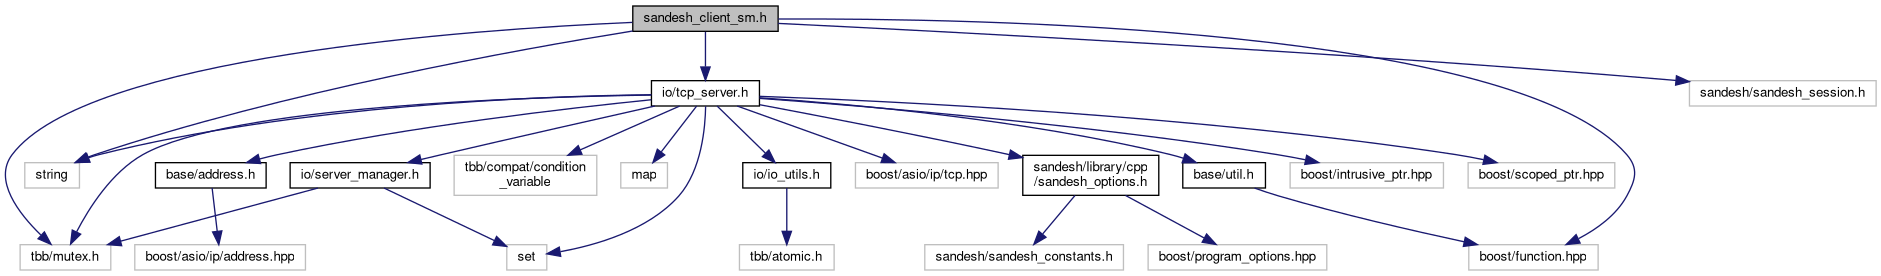 sandesh_client_sm.h
io/tcp_server.h
sandesh/sandesh_session.h
string
base/address.h
io/server_manager.h
tbb/compat/condition
_variable
map
io/io_utils.h
boost/asio/ip/tcp.hpp
sandesh/library/cpp
/sandesh_options.h
base/util.h
boost/intrusive_ptr.hpp
boost/scoped_ptr.hpp
tbb/mutex.h
boost/asio/ip/address.hpp
set
tbb/atomic.h
sandesh/sandesh_constants.h
boost/program_options.hpp
boost/function.hpp